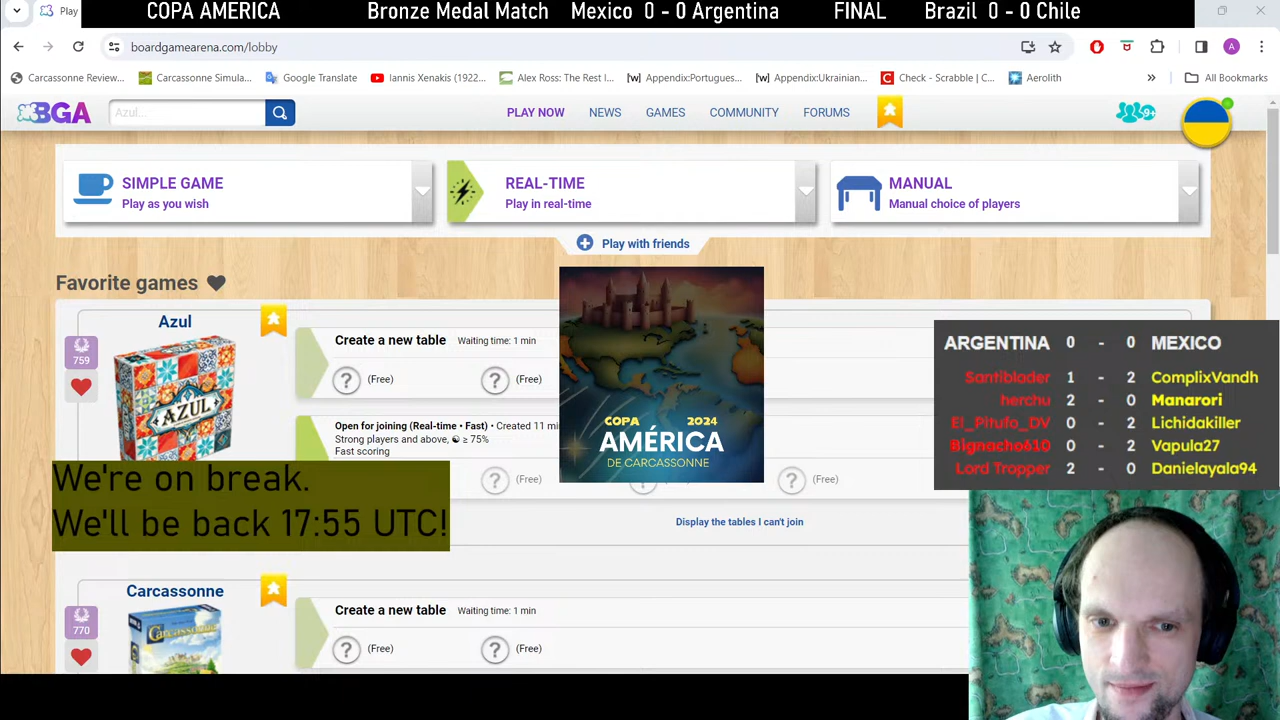 COPA AMERICA Bronze Medal Match Mexico 0 - 0 Argentina FINAL Brazil 0 - 0 Chile
Play
boardgamearena.com/lobby
A
Carcassonne Review...
Carcassonne Simula...
Google Translate
Iannis Xenakis (1922...
Alex Ross: The Rest I...
Appendix:Portugues...
Appendix:Ukrainian...
Check - Scrabble | C...
Aerolith
»
All Bookmarks
BGA
Azul...
PLAY NOW
NEWS
GAMES
COMMUNITY
FORUMS
9+
SIMPLE GAME
Play as you wish
REAL-TIME
Play in real-time
MANUAL
Manual choice of players
Play with friends
Favorite games
Azul
759
AZUL
Create a new table Waiting time: 1 min
? (Free) ? (Free)
Open for joining (Real-time • Fast) • Created 11 min
Strong players and above, ≥ 75%
Fast scoring
? (Free) ? (Free)
Display the tables I can't join
COPA 2024
AMÉRICA
DE CARCASSONNE
ARGENTINA 0 - 0 MEXICO
Santiblader 1 - 2 ComplixVandh
herchu 2 - 0 Manarori
El_Pitufo_DV 0 - 2 Lichidakiller
Bignacho610 0 - 2 Vapula27
Lord Tropper 2 - 0 Danielayala94
We're on break.
We'll be back 17:55 UTC!
Carcassonne
770
Carcassonne
Create a new table Waiting time: 1 min
? (Free) ? (Free)